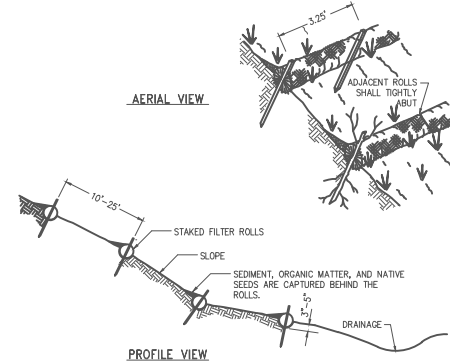 3.25'
ADJACENT ROLLS
SHALL TIGHTLY
ABUT
AERIAL VIEW
10'-25'
STAKED FILTER ROLLS
SLOPE
SEDIMENT, ORGANIC MATTER, AND NATIVE
SEEDS ARE CAPTURED BEHIND THE
ROLLS.
3"-5"
DRAINAGE
PROFILE VIEW